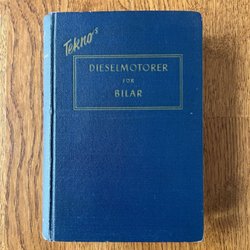 Tekno's
DIESELMOTORER
FÖR
BILAR